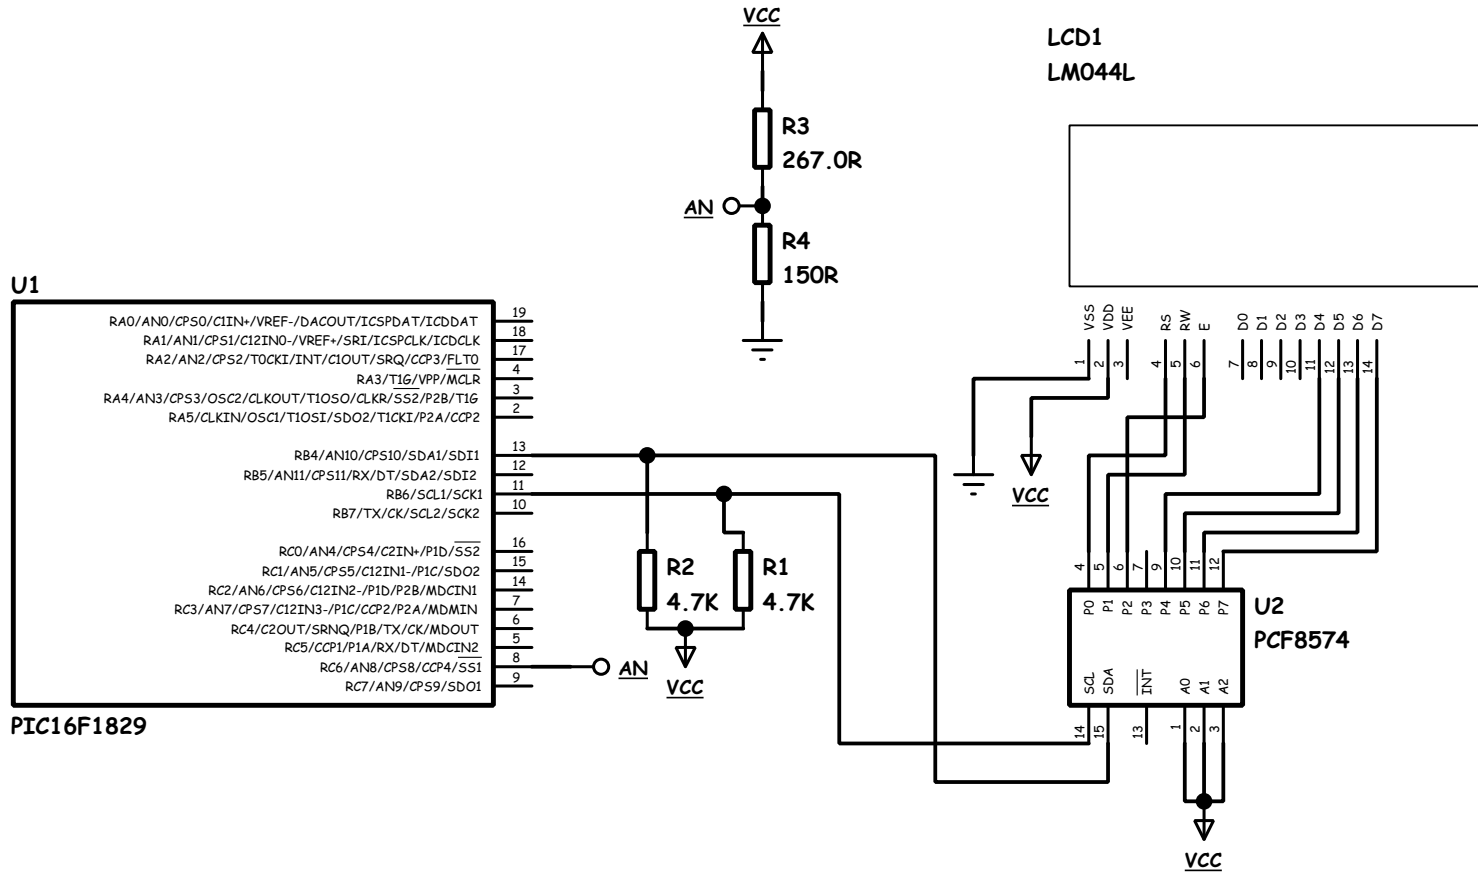 VCC
LCD1
LM044L
R3
267.0R
AN
R4
150R
U1
RA0/AN0/CPS0/C1IN+/VREF-/DACOUT/ICSPDAT/ICDDAT 19
RA1/AN1/CPS1/C12IN0-/VREF+/SRI/ICSPCLK/ICDCLK 18
RA2/AN2/CPS2/T0CKI/INT/C1OUT/SRQ/CCP3/FLT0 17
RA3/T1G/VPP/MCLR 4
RA4/AN3/CPS3/OSC2/CLKOUT/T1OSO/CLKR/SS2/P2B/T1G 3
RA5/CLKIN/OSC1/T1OSI/SDO2/T1CKI/P2A/CCP2 2
RB4/AN10/CPS10/SDA1/SDI1 13
RB5/AN11/CPS11/RX/DT/SDA2/SDI2 12
RB6/SCL1/SCK1 11
RB7/TX/CK/SCL2/SCK2 10
RC0/AN4/CPS4/C2IN+/P1D/SS2 16
RC1/AN5/CPS5/C12IN1-/P1C/SDO2 15
RC2/AN6/CPS6/C12IN2-/P1D/P2B/MDCIN1 14
RC3/AN7/CPS7/C12IN3-/P1C/CCP2/P2A/MDMIN 7
RC4/C2OUT/SRNQ/P1B/TX/CK/MDOUT 6
RC5/CCP1/P1A/RX/DT/MDCIN2 5
RC6/AN8/CPS8/CCP4/SS1 8
RC7/AN9/CPS9/SDO1 9
PIC16F1829
AN
R2
4.7K
R1
4.7K
VCC
VSS VDD VEE RS RW E D0 D1 D2 D3 D4 D5 D6 D7
1 2 3 4 5 6 7 8 9 10 11 12 13 14
VCC
4 5 6 7 9 10 11 12
P0 P1 P2 P3 P4 P5 P6 P7
U2
PCF8574
SCL SDA INT A0 A1 A2
14 15 13 1 2 3
VCC